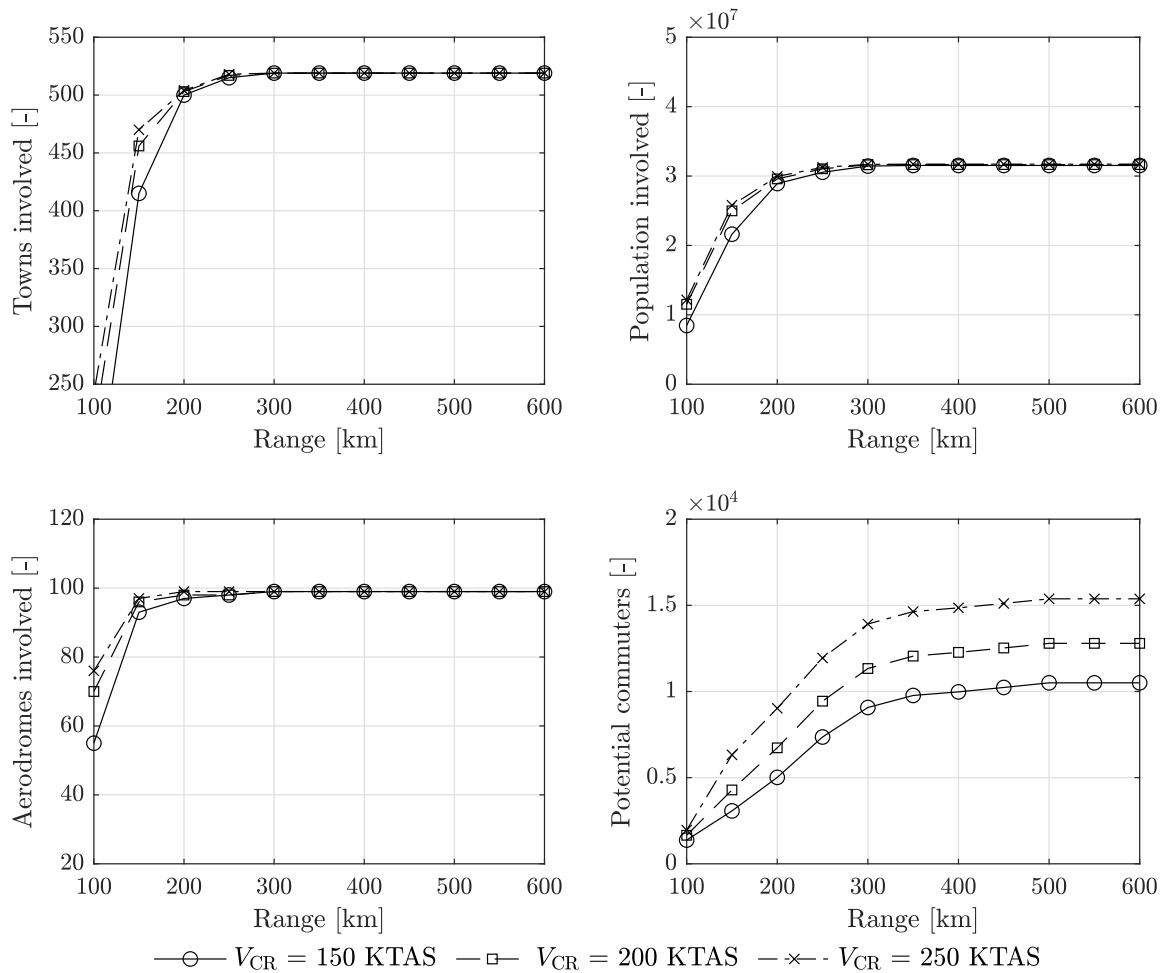 Towns involved [-]
550
500
450
400
350
300
250
100 200 300 400 500 600
Range [km]
×10^7
Population involved [-]
5
4
3
2
1
0
100 200 300 400 500 600
Range [km]
Aerodromes involved [-]
120
100
80
60
40
20
100 200 300 400 500 600
Range [km]
×10^4
Potential commuters [-]
2
1.5
1
0.5
0
100 200 300 400 500 600
Range [km]
V_CR = 150 KTAS V_CR = 200 KTAS V_CR = 250 KTAS